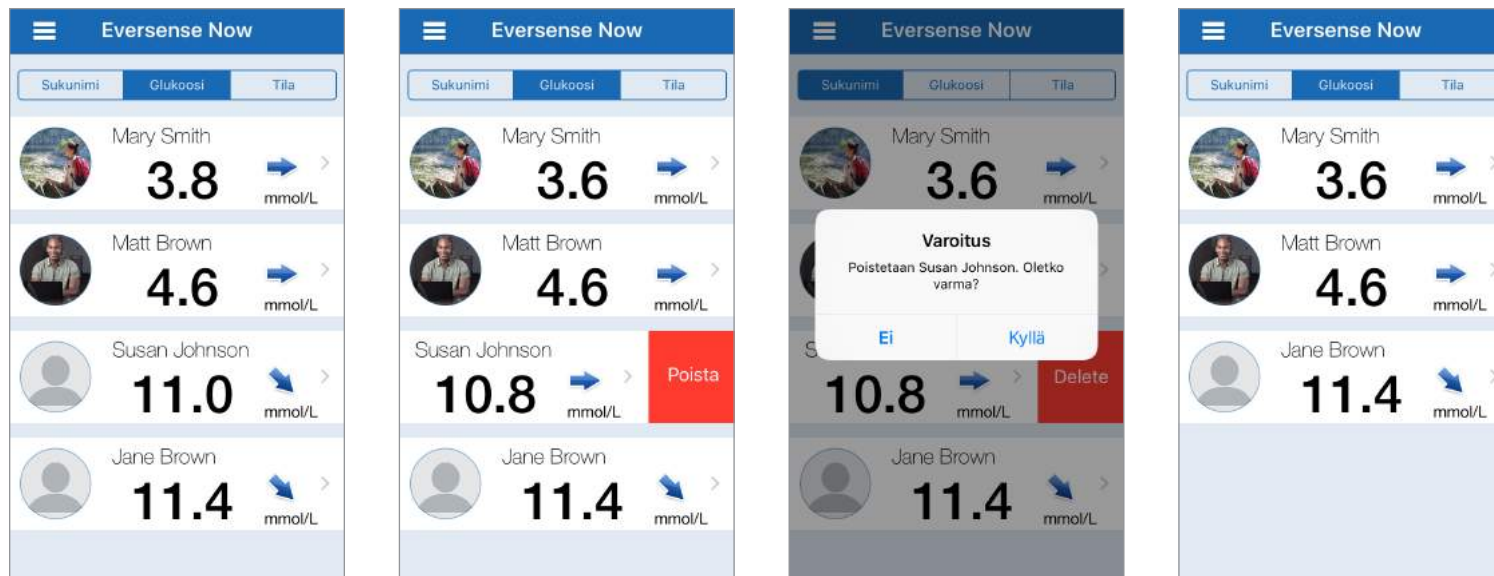 Eversense Now
Sukunimi Glukoosi Tila
Mary Smith
3.8
mmol/L
Matt Brown
4.6
mmol/L
Susan Johnson
11.0
mmol/L
Jane Brown
11.4
mmol/L
Eversense Now
Sukunimi Glukoosi Tila
Mary Smith
3.6
mmol/L
Matt Brown
4.6
mmol/L
Susan Johnson
10.8
mmol/L
Poista
Jane Brown
11.4
mmol/L
Eversense Now
Sukunimi Glukoosi Tila
Mary Smith
3.6
mmol/L
Varoitus
Poistetaan Susan Johnson. Oletko
varma?
Ei Kyllä
S
10.8
mmol/L
Delete
Jane Brown
11.4
mmol/L
Eversense Now
Sukunimi Glukoosi Tila
Mary Smith
3.6
mmol/L
Matt Brown
4.6
mmol/L
Jane Brown
11.4
mmol/L